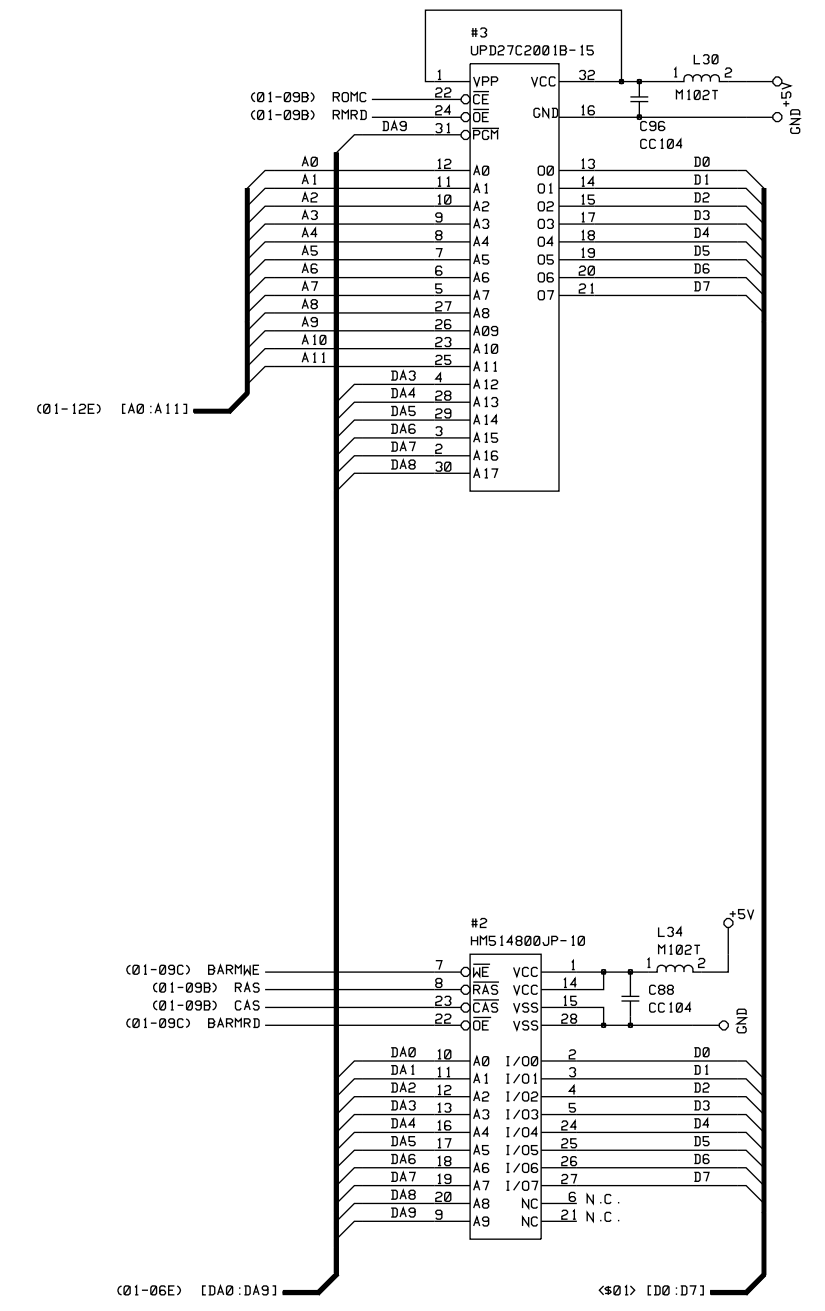 #3
UPD27C2001B-15
1 VPP VCC 32
L30
1 2
M102T
+5V
(01-09B) ROMC 22 CE
(01-09B) RMRD 24 OE GND 16
GND
DA9 31 PGM
C96
CC104
A0 12 A0 O0 13 D0
A1 11 A1 O1 14 D1
A2 10 A2 O2 15 D2
A3 9 A3 O3 17 D3
A4 8 A4 O4 18 D4
A5 7 A5 O5 19 D5
A6 6 A6 O6 20 D6
A7 5 A7 O7 21 D7
A8 27 A8
A9 26 A09
A10 23 A10
A11 25 A11
DA3 4 A12
DA4 28 A13
(01-12E) [A0:A11]
DA5 29 A14
DA6 3 A15
DA7 2 A16
DA8 30 A17
#2
HM514800JP-10
+5V
L34
M102T
1 2
(01-09C) BARMWE 7 WE VCC 1
(01-09B) RAS 8 RAS VCC 14
C88
CC104
(01-09B) CAS 23 CAS VSS 15
(01-09C) BARMRD 22 OE VSS 28
GND
DA0 10 A0 I/O0 2 D0
DA1 11 A1 I/O1 3 D1
DA2 12 A2 I/O2 4 D2
DA3 13 A3 I/O3 5 D3
DA4 16 A4 I/O4 24 D4
DA5 17 A5 I/O5 25 D5
DA6 18 A6 I/O6 26 D6
DA7 19 A7 I/O7 27 D7
DA8 20 A8 NC 6 N.C.
DA9 9 A9 NC 21 N.C.
(01-06E) [DA0:DA9]
<$01> [D0:D7]